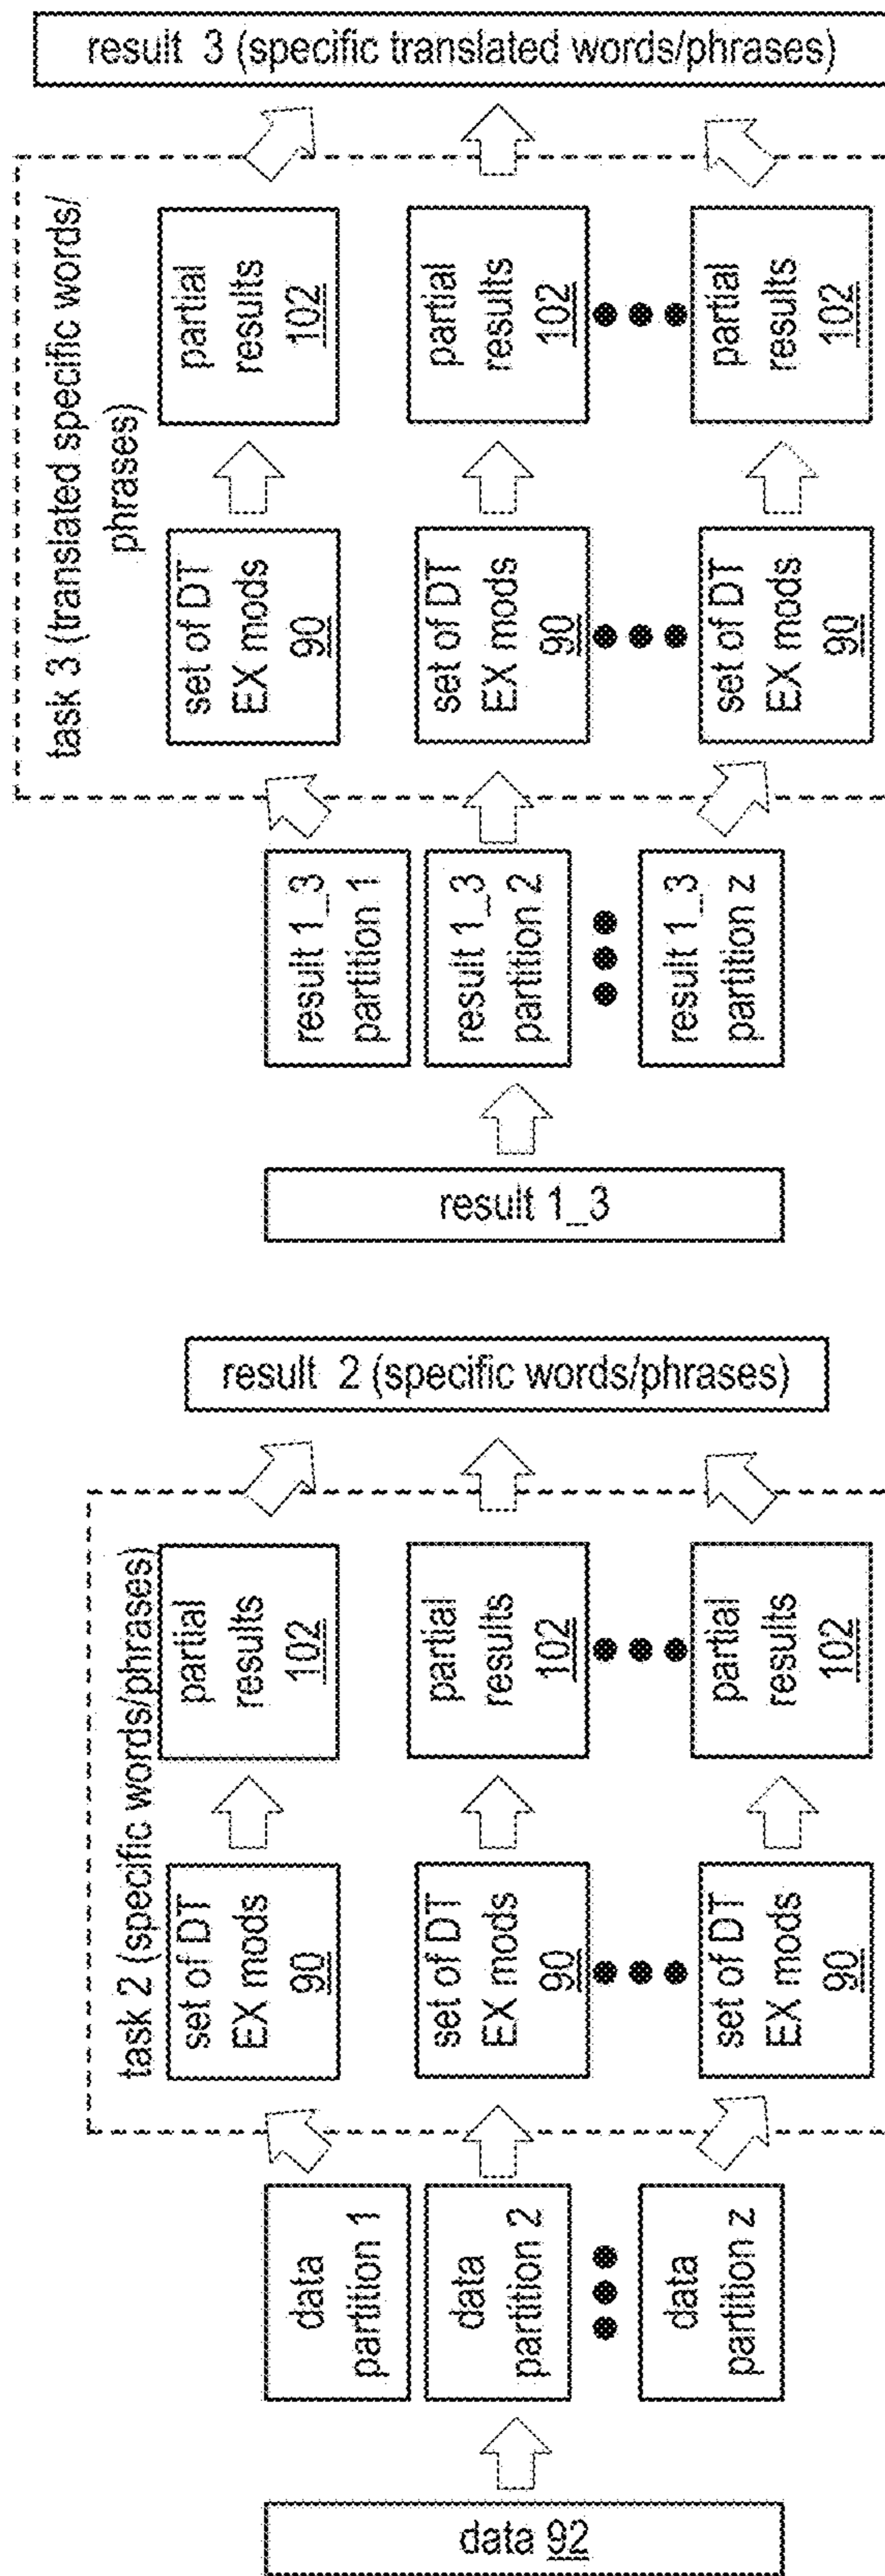 data 92
data
partition 1
data
partition 2
data
partition z
task 2 (specific words/phrases)
set of DT
EX mods
90
set of DT
EX mods
90
set of DT
EX mods
90
partial
results
102
partial
results
102
partial
results
102
result 2 (specific words/phrases)
result 1_3
result 1_3
partition 1
result 1_3
partition 2
result 1_3
partition z
task 3 (translated specific words/
phrases)
set of DT
EX mods
90
set of DT
EX mods
90
set of DT
EX mods
90
partial
results
102
partial
results
102
partial
results
102
result 3 (specific translated words/phrases)